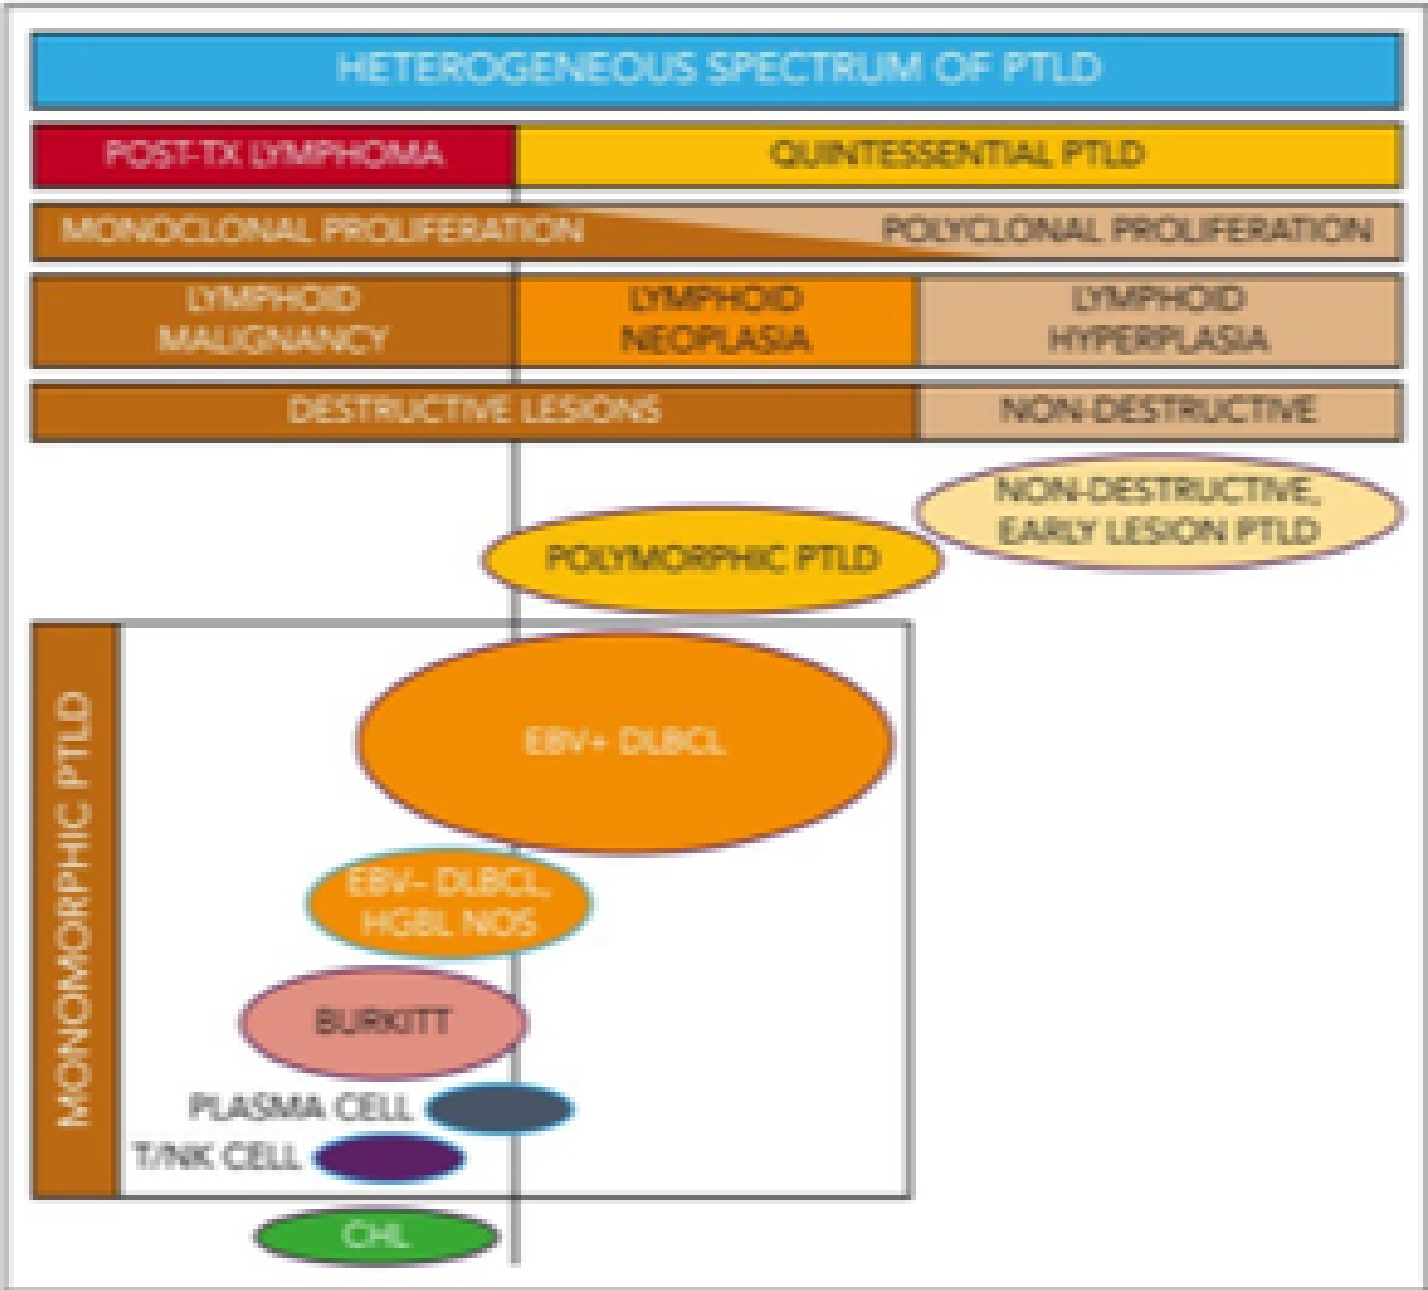 HETEROGENEOUS SPECTRUM OF PTLD
POST-TX LYMPHOMA
QUINTESSENTIAL PTLD
MONOCLONAL PROLIFERATION
POLYCLONAL PROLIFERATION
LYMPHOID
MALIGNANCY
LYMPHOID
NEOPLASIA
LYMPHOID
HYPERPLASIA
DESTRUCTIVE LESIONS
NON-DESTRUCTIVE
NON-DESTRUCTIVE,
EARLY LESION PTLD
POLYMORPHIC PTLD
MONOMORPHIC PTLD
EBV+ DLBCL
EBV– DLBCL,
HGBL NOS
BURKITT
PLASMA CELL
T/NK CELL
CHL